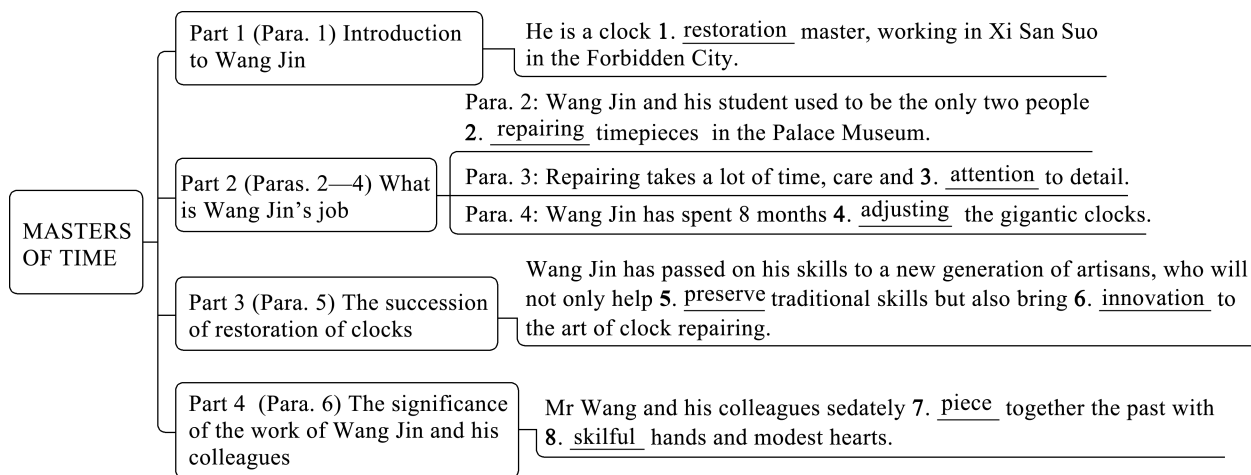 MASTERS
OF TIME
Part 1 (Para. 1) Introduction
to Wang Jin
He is a clock 1. restoration master, working in Xi San Suo
in the Forbidden City.
Part 2 (Paras. 2—4) What
is Wang Jin's job
Para. 2: Wang Jin and his student used to be the only two people
2. repairing timepieces in the Palace Museum.
Para. 3: Repairing takes a lot of time, care and 3. attention to detail.
Para. 4: Wang Jin has spent 8 months 4. adjusting the gigantic clocks.
Part 3 (Para. 5) The succession
of restoration of clocks
Wang Jin has passed on his skills to a new generation of artisans, who will
not only help 5. preserve traditional skills but also bring 6. innovation to
the art of clock repairing.
Part 4 (Para. 6) The significance
of the work of Wang Jin and his
colleagues
Mr Wang and his colleagues sedately 7. piece together the past with
8. skilful hands and modest hearts.